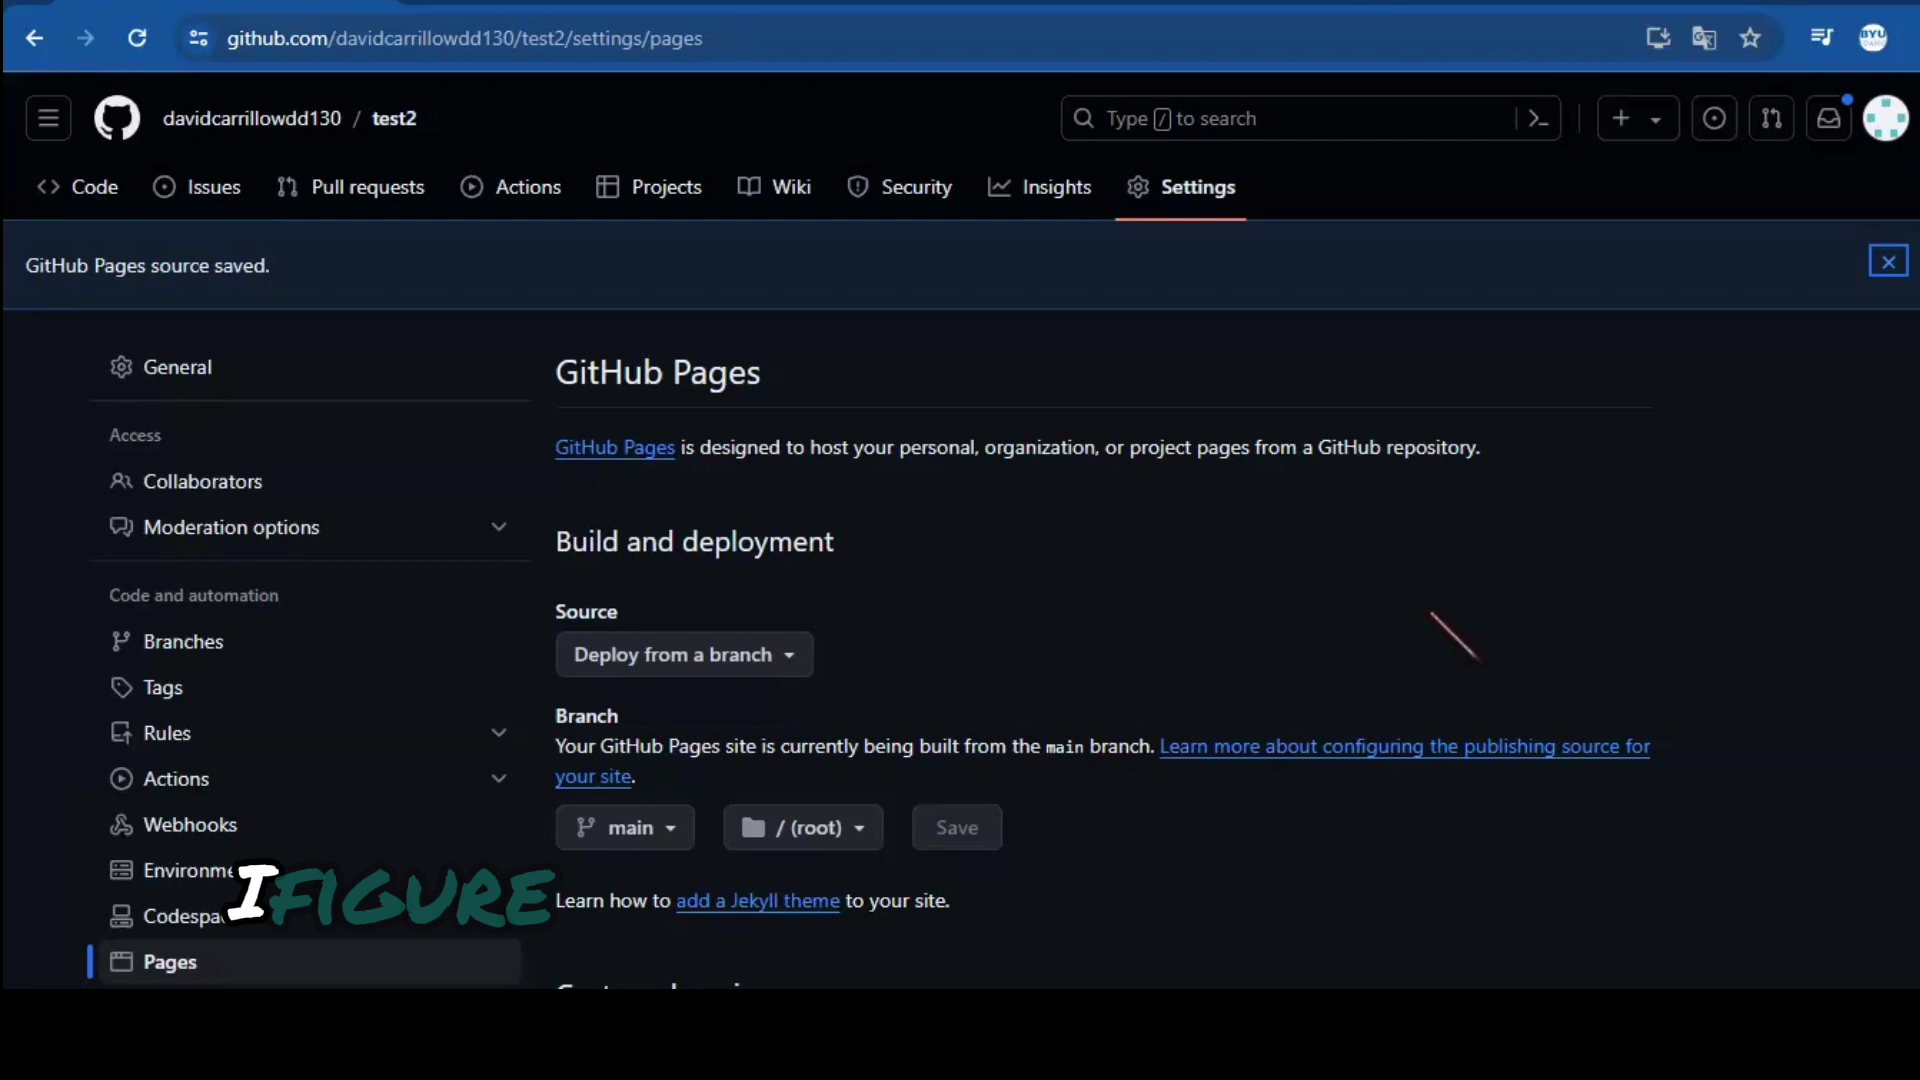 github.com/davidcarrillowdd130/test2/settings/pages
BYU
davidcarrillowdd130 / test2
Type / to search
Code Issues Pull requests Actions Projects Wiki Security Insights Settings
GitHub Pages source saved.
General
Access
Collaborators
Moderation options
Code and automation
Branches
Tags
Rules
Actions
Webhooks
Environme
Codespa
Pages
GitHub Pages
GitHub Pages is designed to host your personal, organization, or project pages from a GitHub repository.
Build and deployment
Source
Deploy from a branch
Branch
Your GitHub Pages site is currently being built from the main branch. Learn more about configuring the publishing source for
your site.
main / (root) Save
Learn how to add a Jekyll theme to your site.
I FIGURE